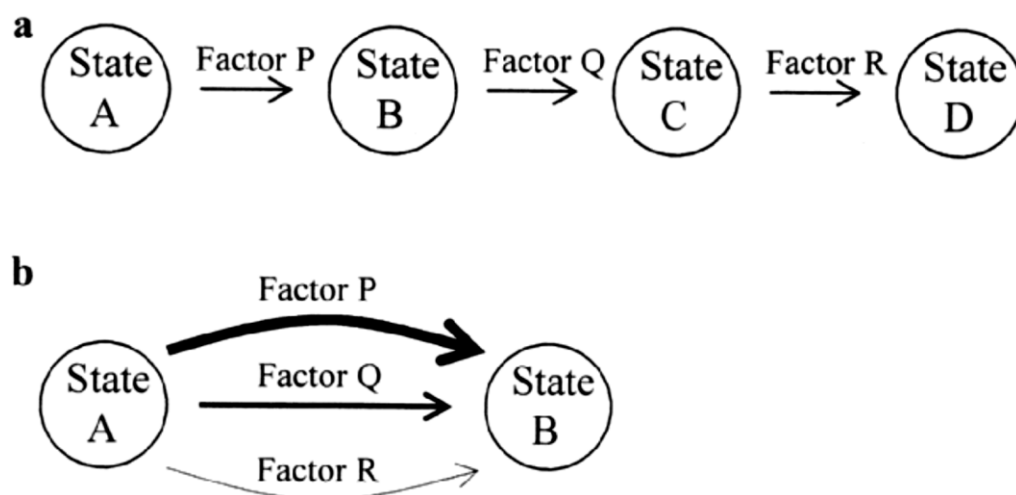 a
State A
Factor P
State B
Factor Q
State C
Factor R
State D
b
Factor P
State A
Factor Q
State B
Factor R